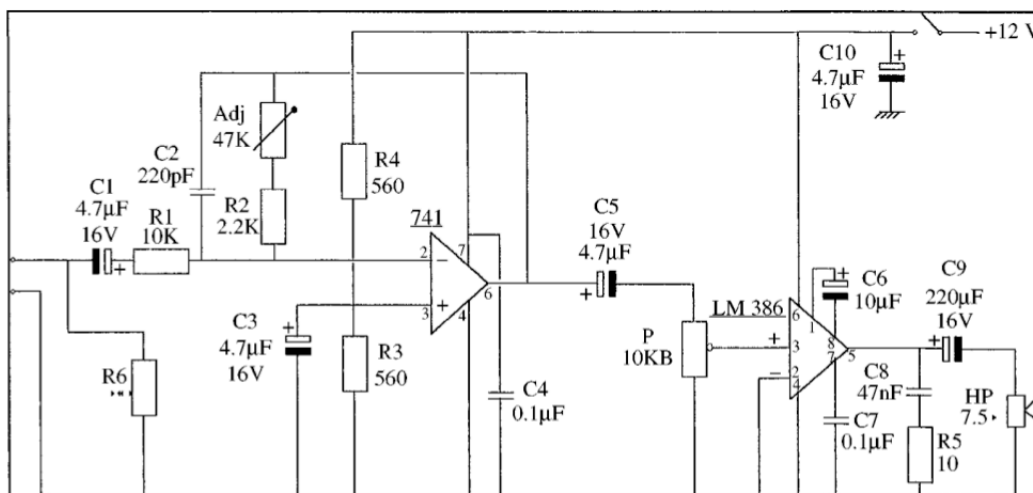 +12 V
C10
+
4.7µF
16V
Adj
47K
C2
220pF
R4
560
C1
4.7µF
16V
+
R1
10K
R2
2.2K
741
2
−
7
6
+
3
4
C5
16V
4.7µF
+
C3
+
4.7µF
16V
R3
560
C4
0.1µF
P
10KB
LM 386
6
1
+
3
−
2
4
8
7
5
+
C6
10µF
C9
220µF
16V
+
C8
47nF
C7
0.1µF
R5
10
HP
7.5
R6